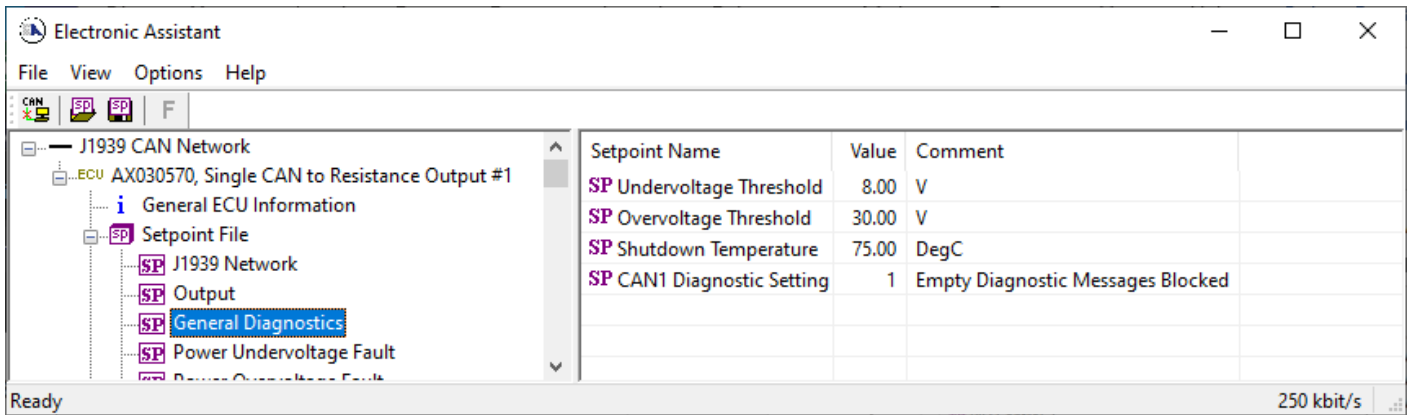 Electronic Assistant
File View Options Help
CAN SP SP F
J1939 CAN Network
ECU AX030570, Single CAN to Resistance Output #1
i General ECU Information
SP Setpoint File
SP J1939 Network
SP Output
SP General Diagnostics
SP Power Undervoltage Fault
Setpoint Name Value Comment
SP Undervoltage Threshold 8.00 V
SP Overvoltage Threshold 30.00 V
SP Shutdown Temperature 75.00 DegC
SP CAN1 Diagnostic Setting 1 Empty Diagnostic Messages Blocked
Ready 250 kbit/s